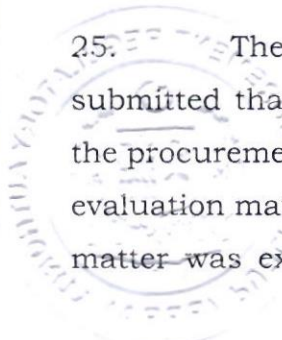 25. The
submitted tha
the procureme
evaluation ma
matter was ex